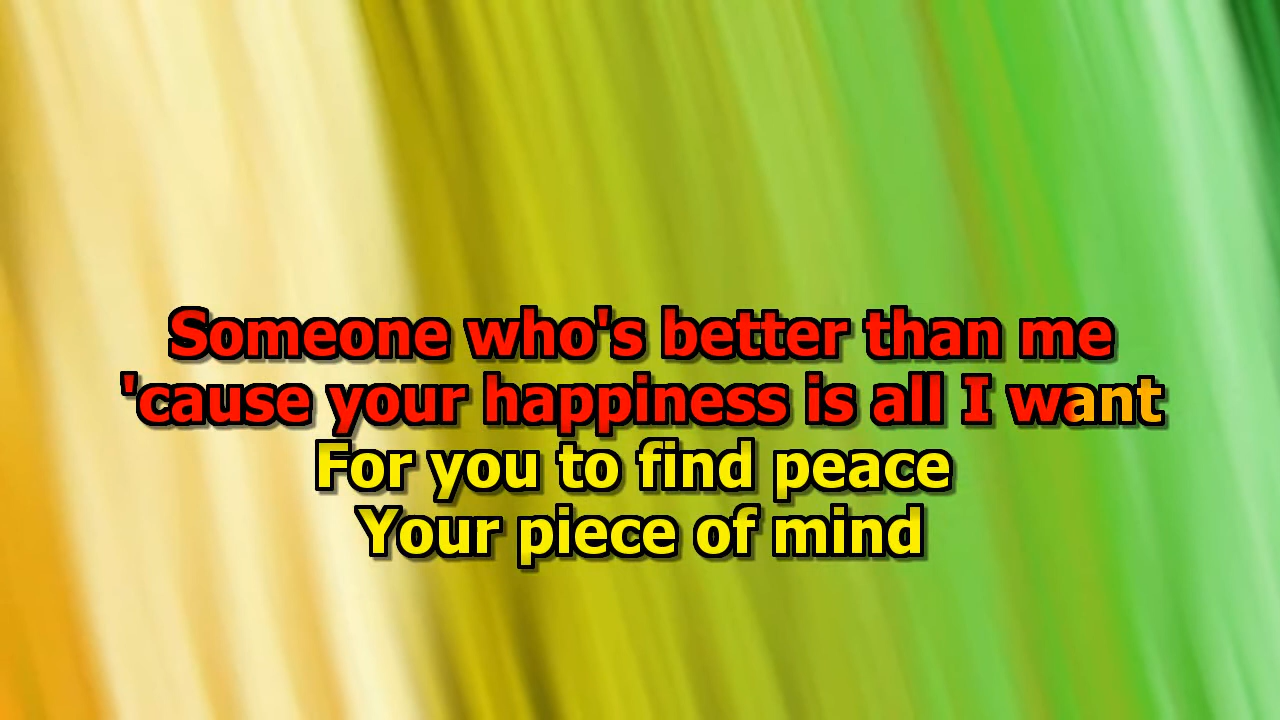 Someone who's better than me
'cause your happiness is all I want
For you to find peace
Your piece of mind